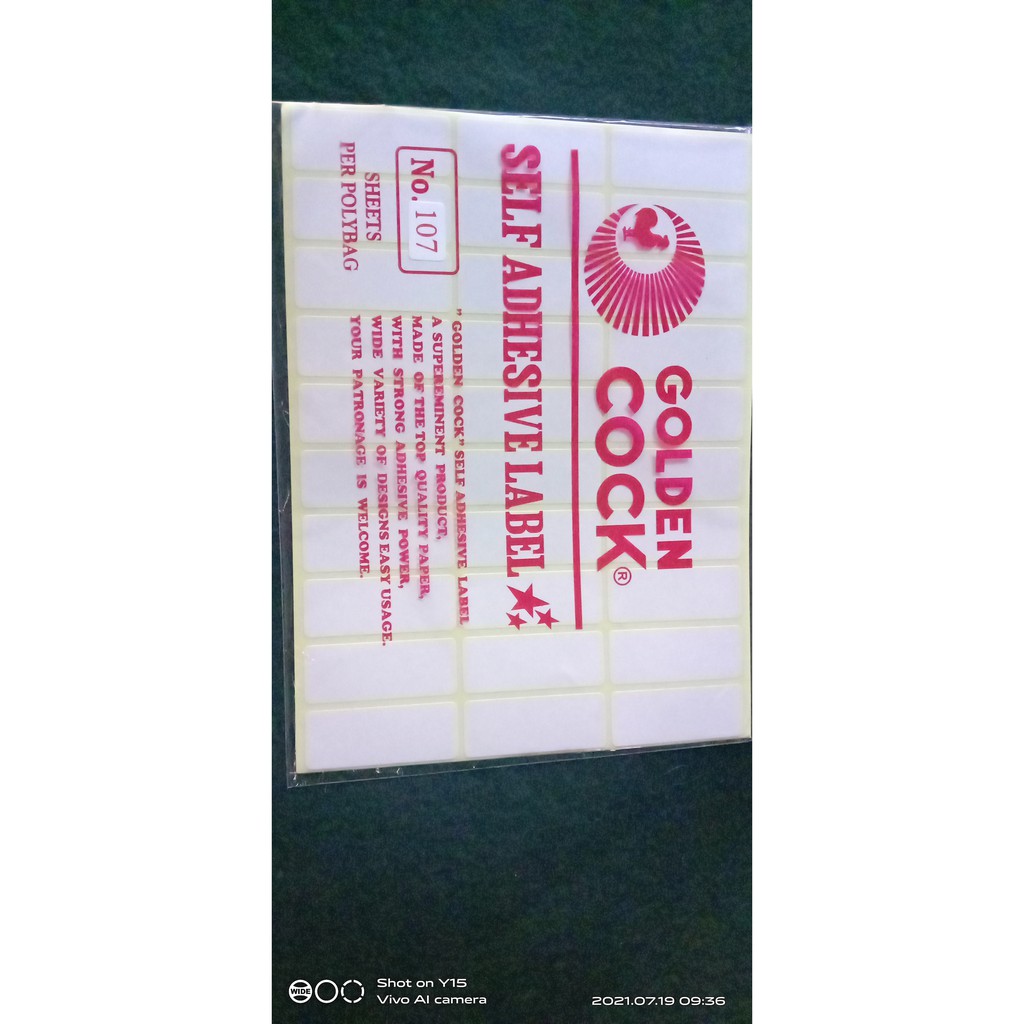 GOLDEN
COCK®
SELF ADHESIVE LABEL
No. 107
SHEETS
PER POLYBAG
"GOLDEN COCK" SELF ADHESIVE LABEL
A SUPEREMINENT PRODUCT,
MADE OF THE TOP QUALITY PAPER,
WITH STRONG ADHESIVE POWER,
WIDE VARIETY OF DESIGNS EASY USAGE.
YOUR PATRONAGE IS WELCOME.
WIDE
Shot on Y15
Vivo AI camera
2021.07.19 09:36